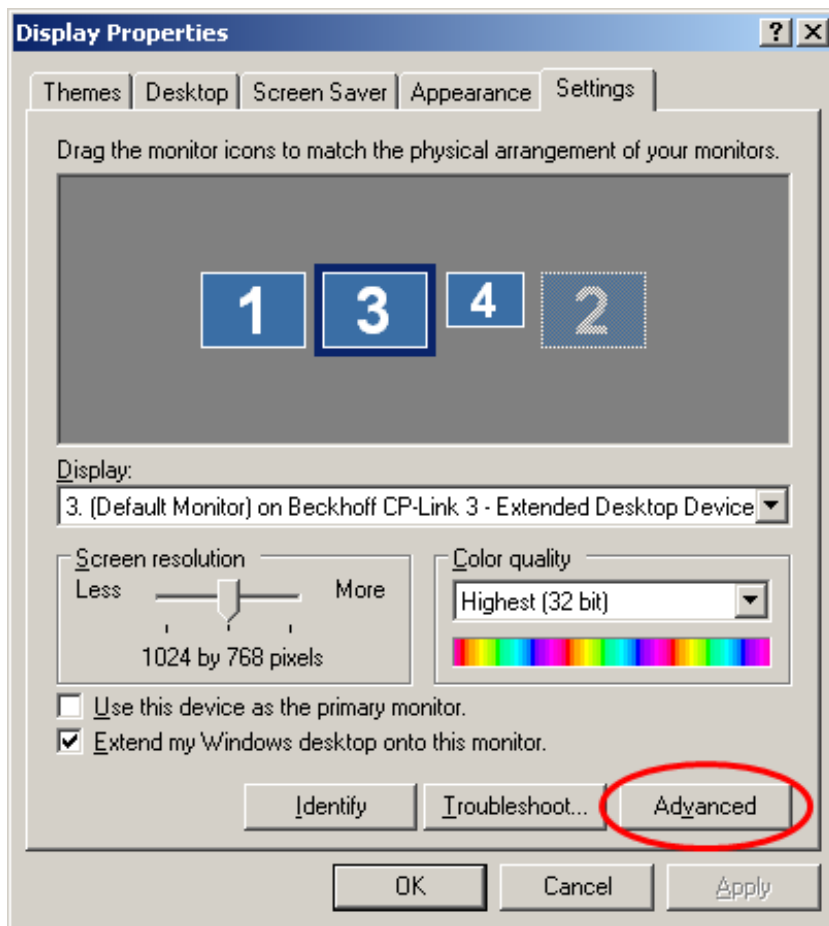 Display Properties
Themes Desktop Screen Saver Appearance Settings
Drag the monitor icons to match the physical arrangement of your monitors.
1 3 4 2
Display:
3. (Default Monitor) on Beckhoff CP-Link 3 - Extended Desktop Device
Screen resolution Color quality
Less More Highest (32 bit)
1024 by 768 pixels
Use this device as the primary monitor.
Extend my Windows desktop onto this monitor.
Identify Troubleshoot... Advanced
OK Cancel Apply